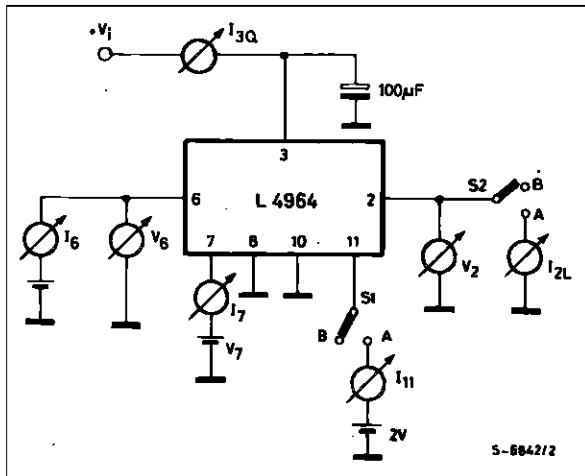 +Vi
I3Q
100µF
3
6
L 4964
2
S2
B
A
I6
V6
7
8
10
11
V2
I2L
S1
I7
B
A
V7
I11
2V
S-6842/2